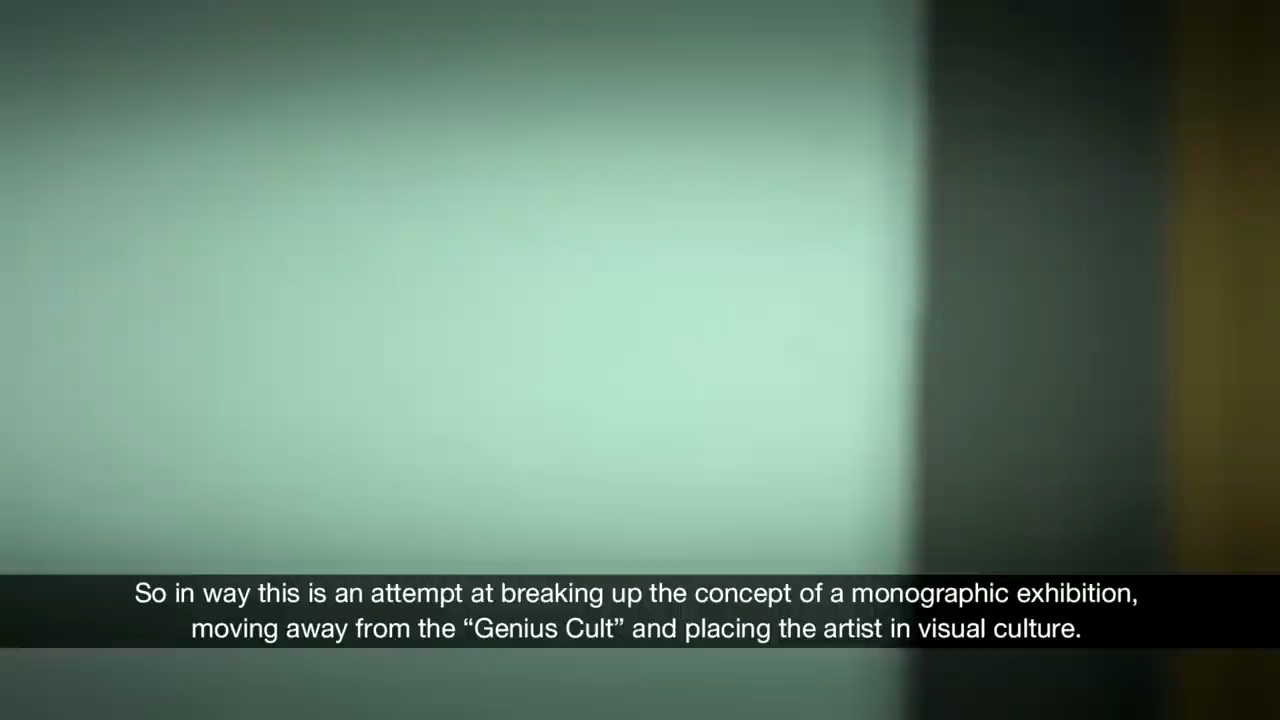 So in way this is an attempt at breaking up the concept of a monographic exhibition,
moving away from the “Genius Cult” and placing the artist in visual culture.